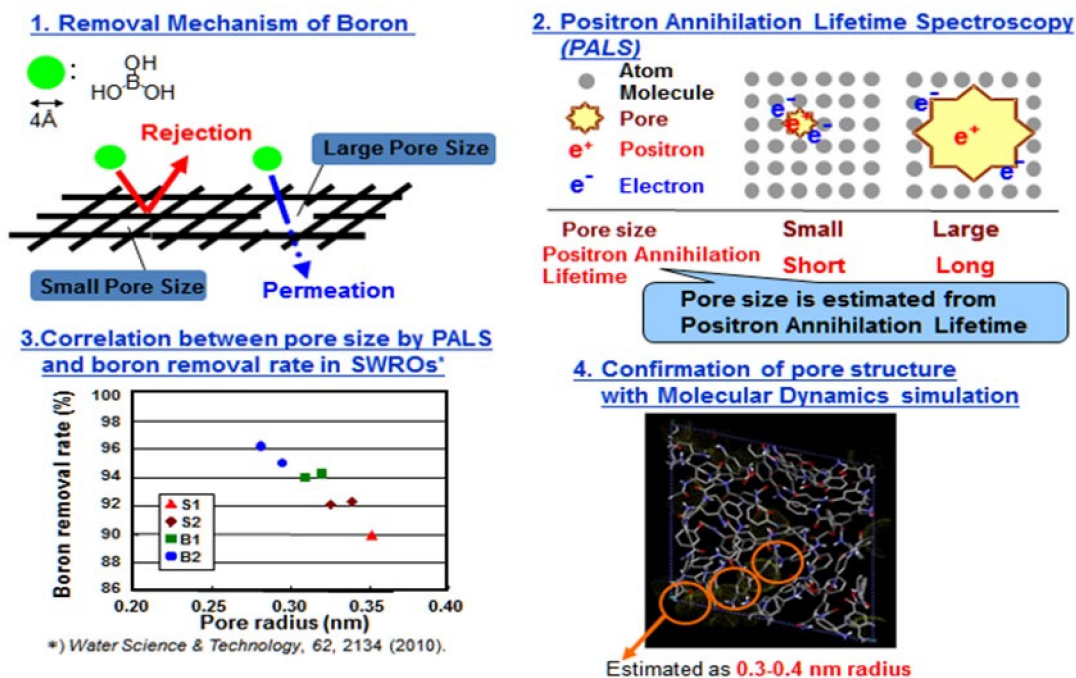 1. Removal Mechanism of Boron
:
OH
B
HO OH
4Å
Rejection
Large Pore Size
Small Pore Size
Permeation
2. Positron Annihilation Lifetime Spectroscopy
(PALS)
Atom
Molecule
Pore
e+ Positron
e- Electron
e-
e+
e-
e-
e+
e-
Pore size Small Large
Positron Annihilation
Lifetime Short Long
Pore size is estimated from
Positron Annihilation Lifetime
3.Correlation between pore size by PALS
and boron removal rate in SWROs*
Boron removal rate (%)
100
98
96
94
92
90
88
86
S1
S2
B1
B2
0.20 0.30 0.35 0.40
Pore radius (nm)
*) Water Science & Technology, 62, 2134 (2010).
4. Confirmation of pore structure
with Molecular Dynamics simulation
Estimated as 0.3-0.4 nm radius